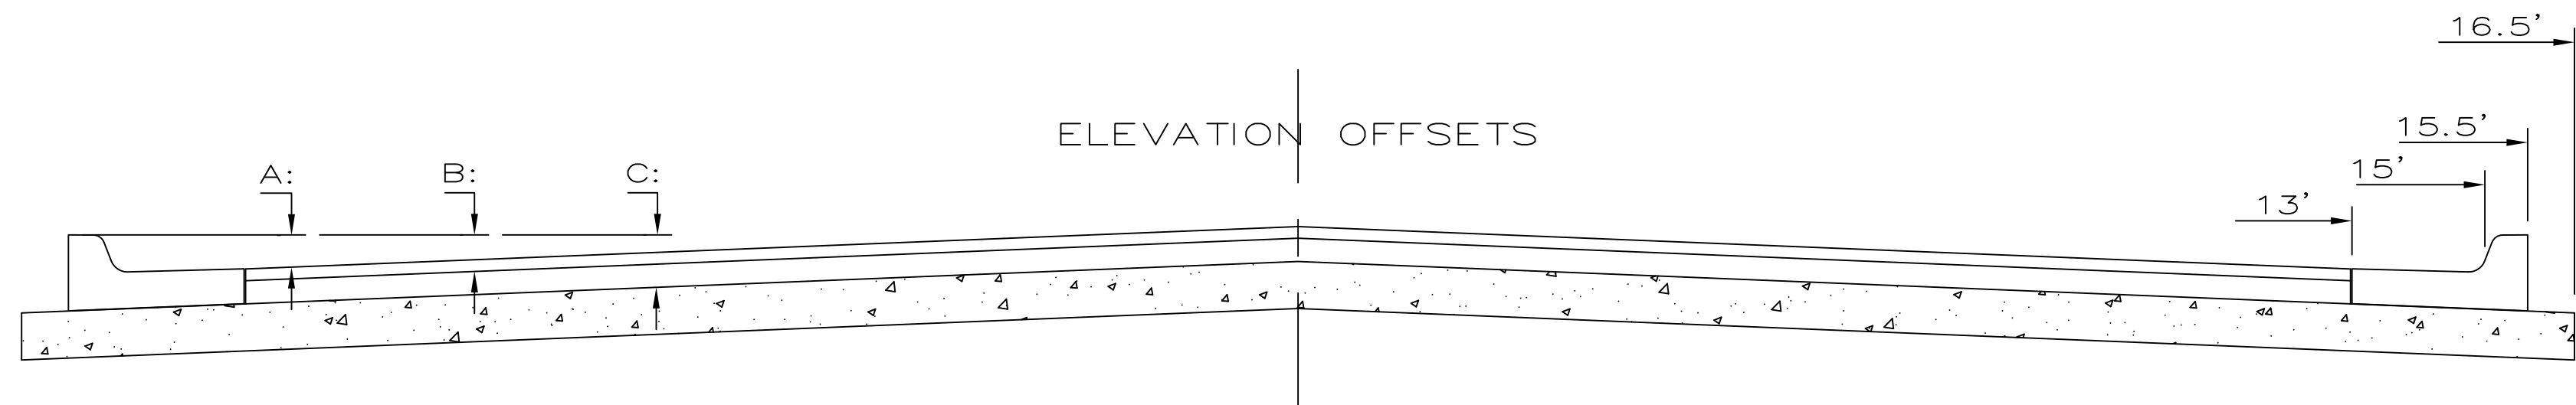 16.5’
ELEVATION OFFSETS
15.5’
15’
A: B: C:
13’